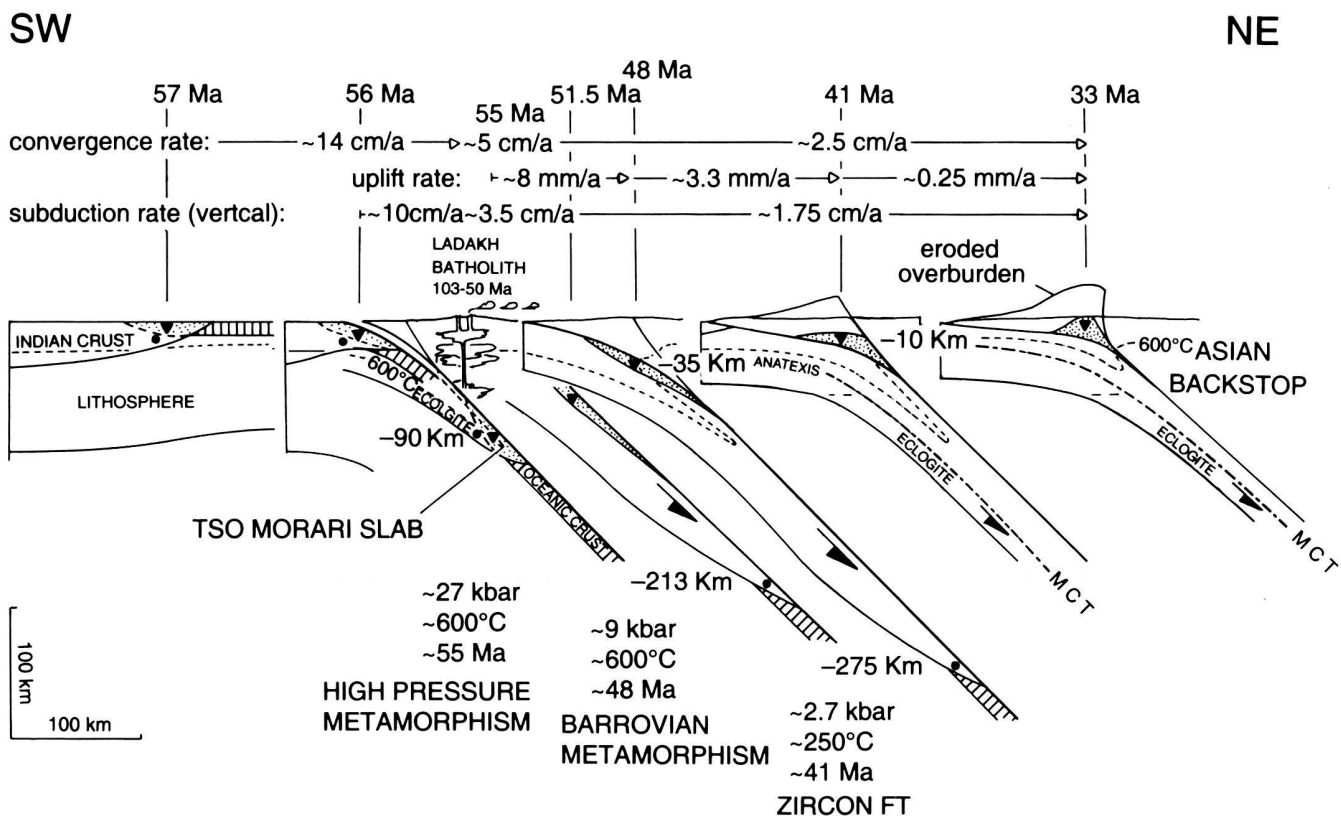 SW
NE
48 Ma
57 Ma
56 Ma
51.5 Ma
41 Ma
33 Ma
55 Ma
convergence rate:
~14 cm/a
~5 cm/a
~2.5 cm/a
uplift rate:
~8 mm/a
~3.3 mm/a
~0.25 mm/a
subduction rate (vertcal):
~10cm/a
~3.5 cm/a
~1.75 cm/a
LADAKH
BATHOLITH
103-50 Ma
eroded
overburden
INDIAN CRUST
LITHOSPHERE
600°C
ECLOGITE
–90 Km
OCEANIC CRUST
TSO MORARI SLAB
–35 Km
ANATEXIS
ECLOGITE
M C T
–10 Km
600°C
ASIAN
BACKSTOP
ECLOGITE
M C T
–213 Km
–275 Km
100 km
100 km
~27 kbar
~600°C
~55 Ma
HIGH PRESSURE
METAMORPHISM
~9 kbar
~600°C
~48 Ma
BARROVIAN
METAMORPHISM
~2.7 kbar
~250°C
~41 Ma
ZIRCON FT